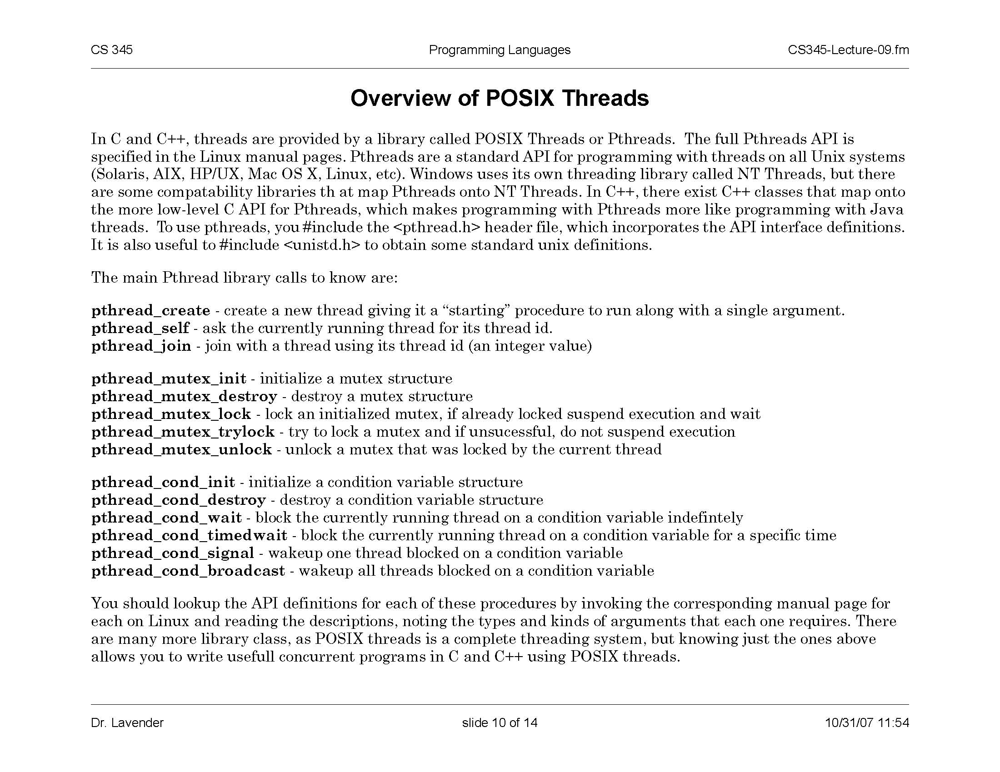 CS 345 Programming Languages CS345-Lecture-09.fm
Overview of POSIX Threads
In C and C++, threads are provided by a library called POSIX Threads or Pthreads.  The full Pthreads API is
specified in the Linux manual pages. Pthreads are a standard API for programming with threads on all Unix systems
(Solaris, AIX, HP/UX, Mac OS X, Linux, etc). Windows uses its own threading library called NT Threads, but there
are some compatability libraries th at map Pthreads onto NT Threads. In C++, there exist C++ classes that map onto
the more low-level C API for Pthreads, which makes programming with Pthreads more like programming with Java
threads.  To use pthreads, you #include the <pthread.h> header file, which incorporates the API interface definitions.
It is also useful to #include <unistd.h> to obtain some standard unix definitions.
The main Pthread library calls to know are:
pthread_create - create a new thread giving it a “starting” procedure to run along with a single argument.
pthread_self - ask the currently running thread for its thread id.
pthread_join - join with a thread using its thread id (an integer value)
pthread_mutex_init - initialize a mutex structure
pthread_mutex_destroy - destroy a mutex structure
pthread_mutex_lock - lock an initialized mutex, if already locked suspend execution and wait
pthread_mutex_trylock - try to lock a mutex and if unsucessful, do not suspend execution
pthread_mutex_unlock - unlock a mutex that was locked by the current thread
pthread_cond_init - initialize a condition variable structure
pthread_cond_destroy - destroy a condition variable structure
pthread_cond_wait - block the currently running thread on a condition variable indefintely
pthread_cond_timedwait - block the currently running thread on a condition variable for a specific time
pthread_cond_signal - wakeup one thread blocked on a condition variable
pthread_cond_broadcast - wakeup all threads blocked on a condition variable
You should lookup the API definitions for each of these procedures by invoking the corresponding manual page for
each on Linux and reading the descriptions, noting the types and kinds of arguments that each one requires. There
are many more library class, as POSIX threads is a complete threading system, but knowing just the ones above
allows you to write usefull concurrent programs in C and C++ using POSIX threads.
Dr. Lavender slide 10 of 14 10/31/07 11:54